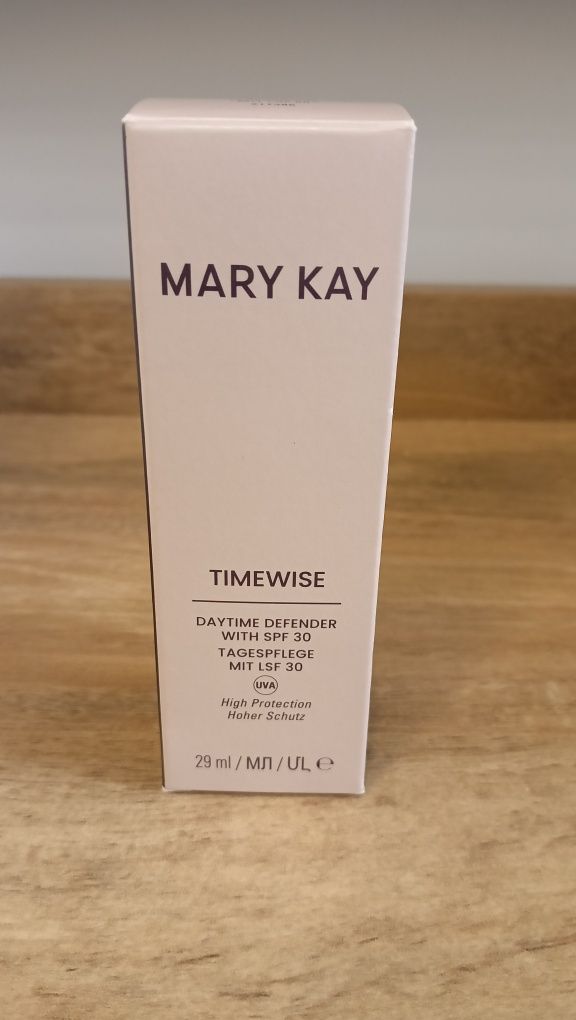 MARY KAY
TIMEWISE
DAYTIME DEFENDER
WITH SPF 30
TAGESPFLEGE
MIT LSF 30
UVA
High Protection
Hoher Schutz
29 ml / МЛ / ՄԼ ℮